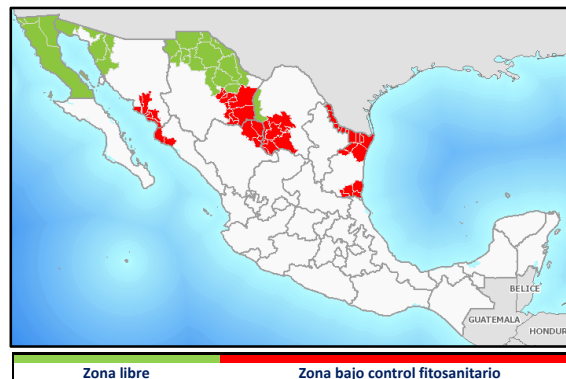 BELICE
GUATEMALA
HONDUR
Zona libre
Zona bajo control fitosanitario